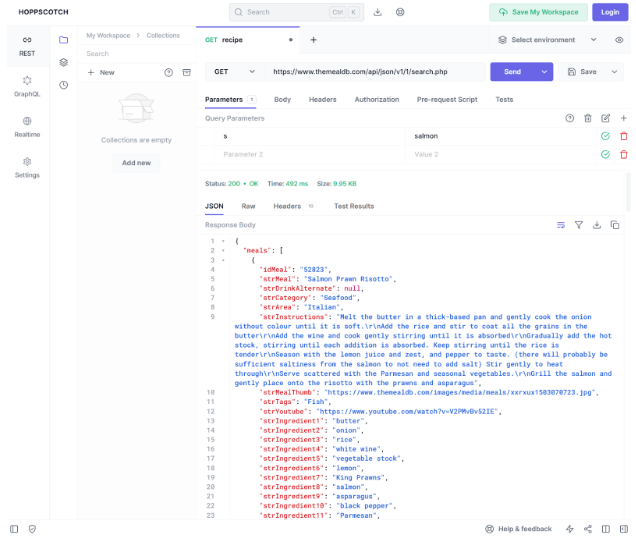 HOPPSCOTCH
Search
Ctrl K
Save My Workspace
Login
REST
GraphQL
Realtime
Settings
My Workspace > Collections
Search
+ New
Collections are empty
Add new
GET recipe
Select environment
GET
https://www.themealdb.com/api/json/v1/1/search.php
Send
Save
Parameters 1 Body Headers Authorization Pre-request Script Tests
Query Parameters
s salmon
Parameter 2 Value 2
Status: 200 • OK Time: 492 ms Size: 9.95 KB
JSON Raw Headers Test Results
Response Body
1 {
2 "meals": [
3 {
4 "idMeal": "52823",
5 "strMeal": "Salmon Prawn Risotto",
6 "strDrinkAlternate": null,
7 "strCategory": "Seafood",
8 "strArea": "Italian",
9 "strInstructions": "Melt the butter in a thick-based pan and gently cook the onion
without colour until it is soft.\r\nAdd the rice and stir to coat all the grains in the
butter\r\nAdd the wine and cook gently stirring until it is absorbed\r\nGradually add the hot
stock, stirring until each addition is absorbed. Keep stirring until the rice is
tender\r\nSeason with the lemon juice and zest, and pepper to taste. (there will probably be
sufficient saltiness from the salmon to not need to add salt) Stir gently to heat
through\r\nServe scattered with the Parmesan and seasonal vegetables.\r\nGrill the salmon and
gently place onto the risotto with the prawns and asparagus",
10 "strMealThumb": "https://www.themealdb.com/images/media/meals/xxrxux1503070723.jpg",
11 "strTags": "Fish",
12 "strYoutube": "https://www.youtube.com/watch?v=V2PMvBv52IE",
13 "strIngredient1": "butter",
14 "strIngredient2": "onion",
15 "strIngredient3": "rice",
16 "strIngredient4": "white wine",
17 "strIngredient5": "vegetable stock",
18 "strIngredient6": "lemon",
19 "strIngredient7": "King Prawns",
20 "strIngredient8": "salmon",
21 "strIngredient9": "asparagus",
22 "strIngredient10": "black pepper",
23 "strIngredient11": "Parmesan",
Help & feedback